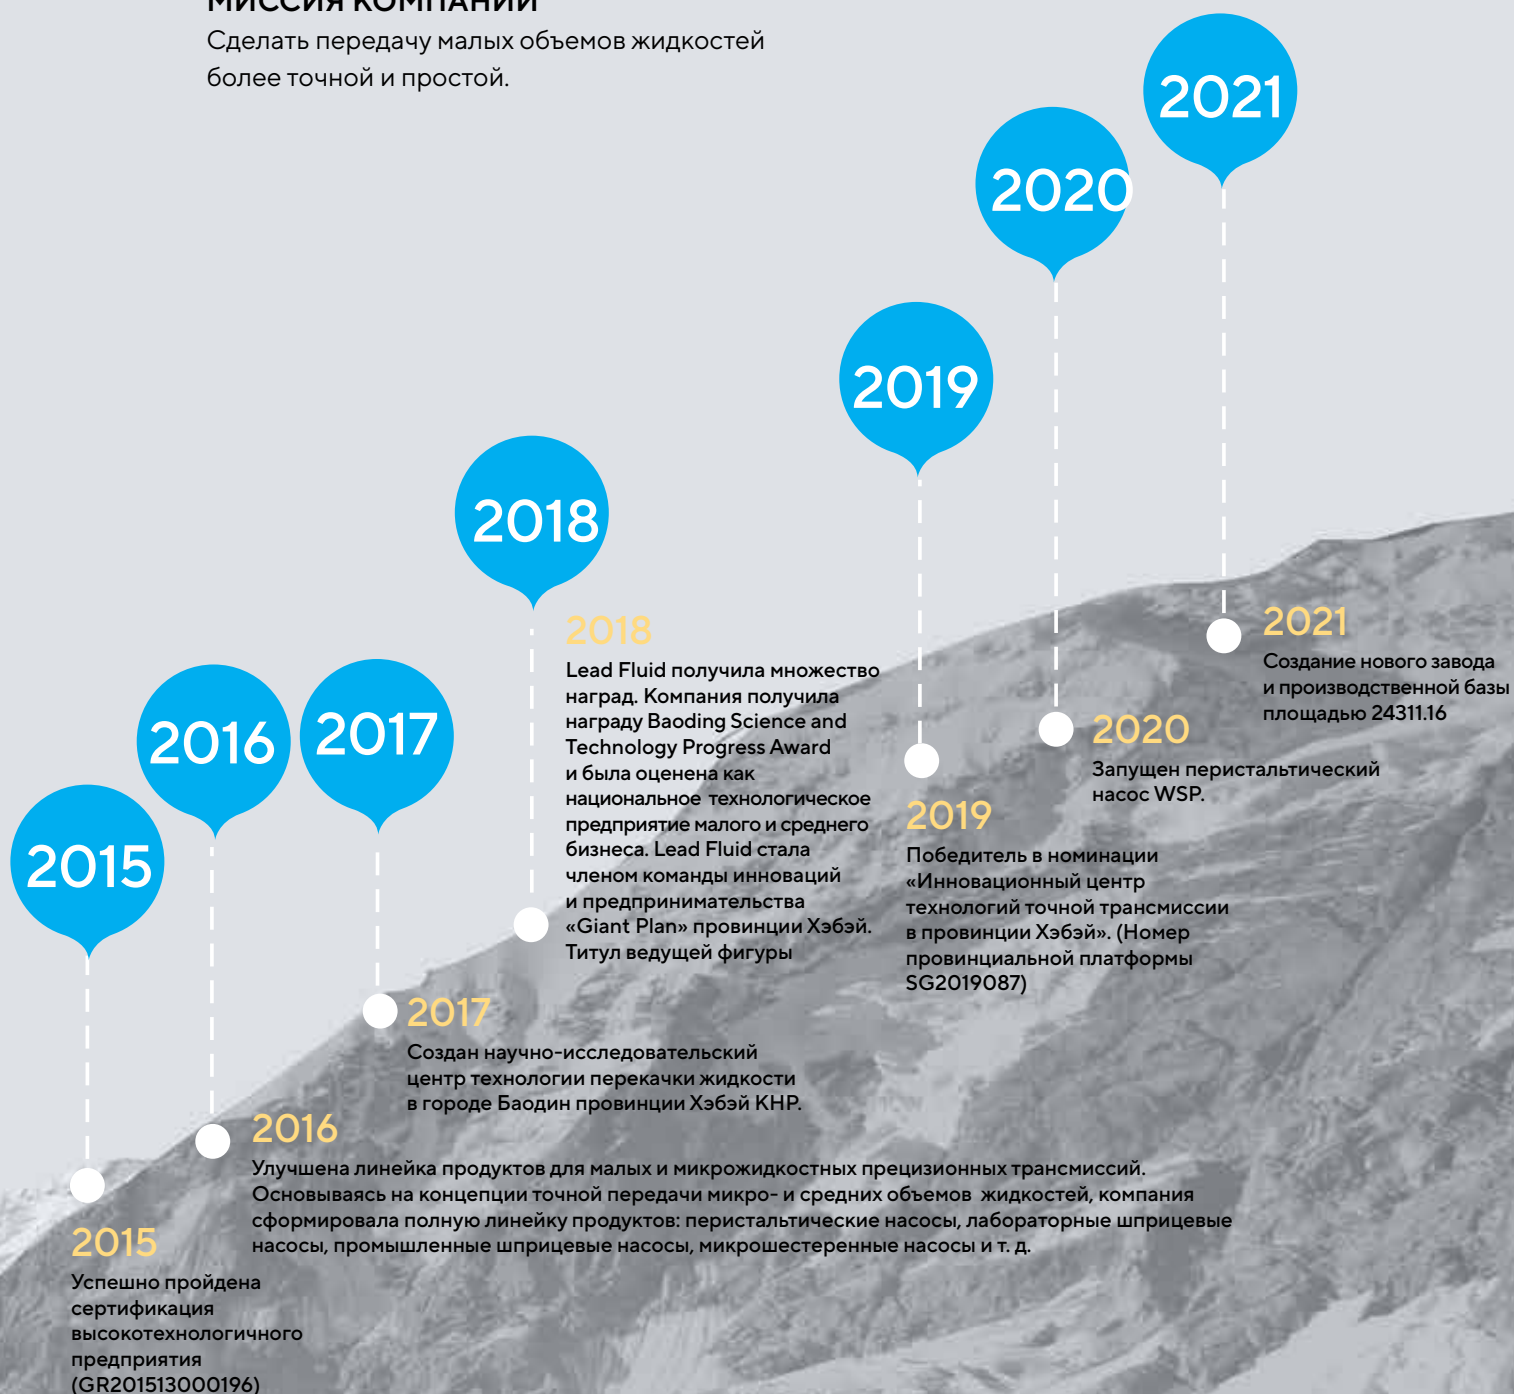 МИССИЯ КОМПАНИИ
Сделать передачу малых объемов жидкостей
более точной и простой.
2021
2020
2019
2018
2017
2016
2015
2021
Создание нового завода
и производственной базы
площадью 24311.16
2020
Запущен перистальтический
насос WSP.
2019
Победитель в номинации
«Инновационный центр
технологий точной трансмиссии
в провинции Хэбэй». (Номер
провинциальной платформы
SG2019087)
2018
Lead Fluid получила множество
наград. Компания получила
награду Baoding Science and
Technology Progress Award
и была оценена как
национальное технологическое
предприятие малого и среднего
бизнеса. Lead Fluid стала
членом команды инноваций
и предпринимательства
«Giant Plan» провинции Хэбэй.
Титул ведущей фигуры
2017
Создан научно-исследовательский
центр технологии перекачки жидкости
в городе Баодин провинции Хэбэй КНР.
2016
Улучшена линейка продуктов для малых и микрожидкостных прецизионных трансмиссий.
Основываясь на концепции точной передачи микро- и средних объемов жидкостей, компания
сформировала полную линейку продуктов: перистальтические насосы, лабораторные шприцевые
насосы, промышленные шприцевые насосы, микрошестеренные насосы и т. д.
2015
Успешно пройдена
сертификация
высокотехнологичного
предприятия
(GR201513000196)